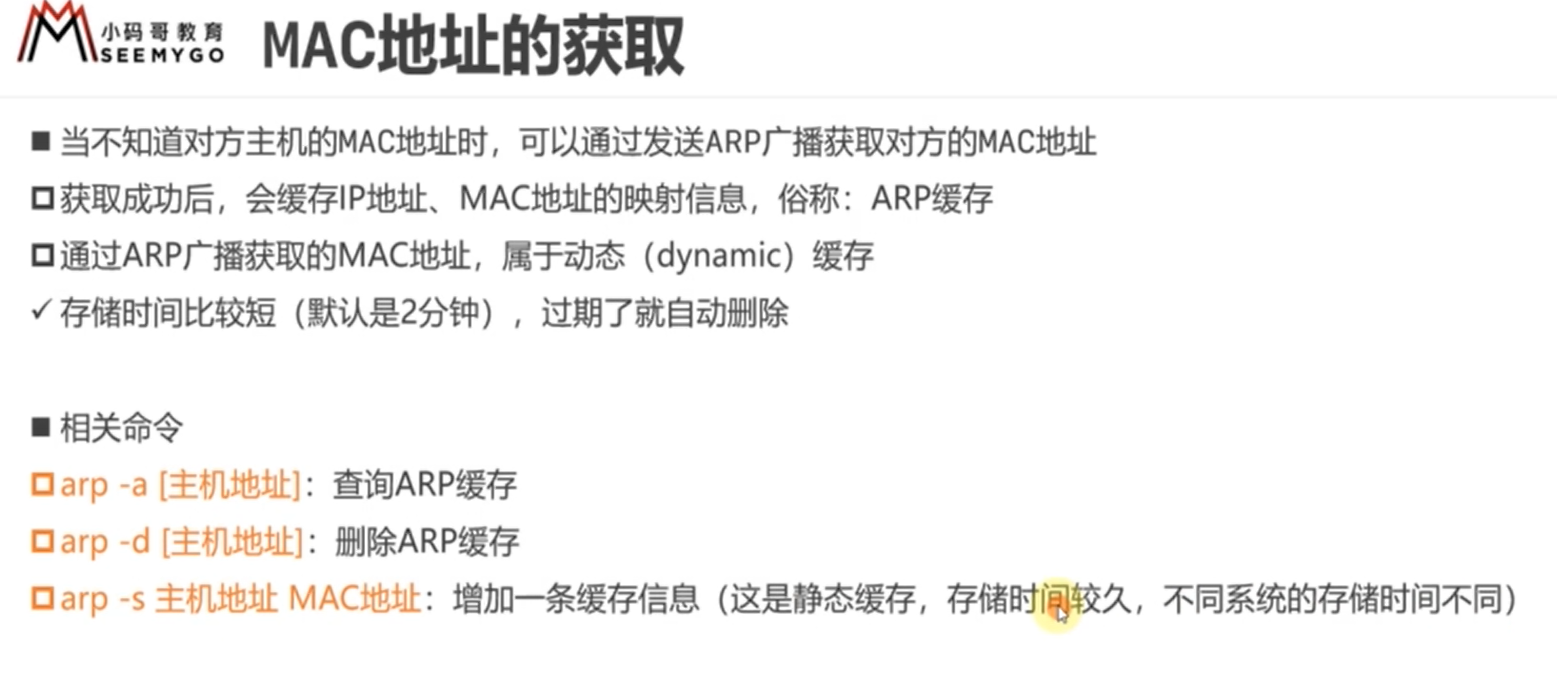 小码哥教育
SEEMYGO
MAC地址的获取
当不知道对方主机的MAC地址时，可以通过发送ARP广播获取对方的MAC地址
获取成功后，会缓存IP地址、MAC地址的映射信息，俗称：ARP缓存
通过ARP广播获取的MAC地址，属于动态（dynamic）缓存
✓ 存储时间比较短（默认是2分钟），过期了就自动删除
相关命令
arp -a [主机地址]：查询ARP缓存
arp -d [主机地址]：删除ARP缓存
arp -s 主机地址 MAC地址：增加一条缓存信息（这是静态缓存，存储时间较久，不同系统的存储时间不同）